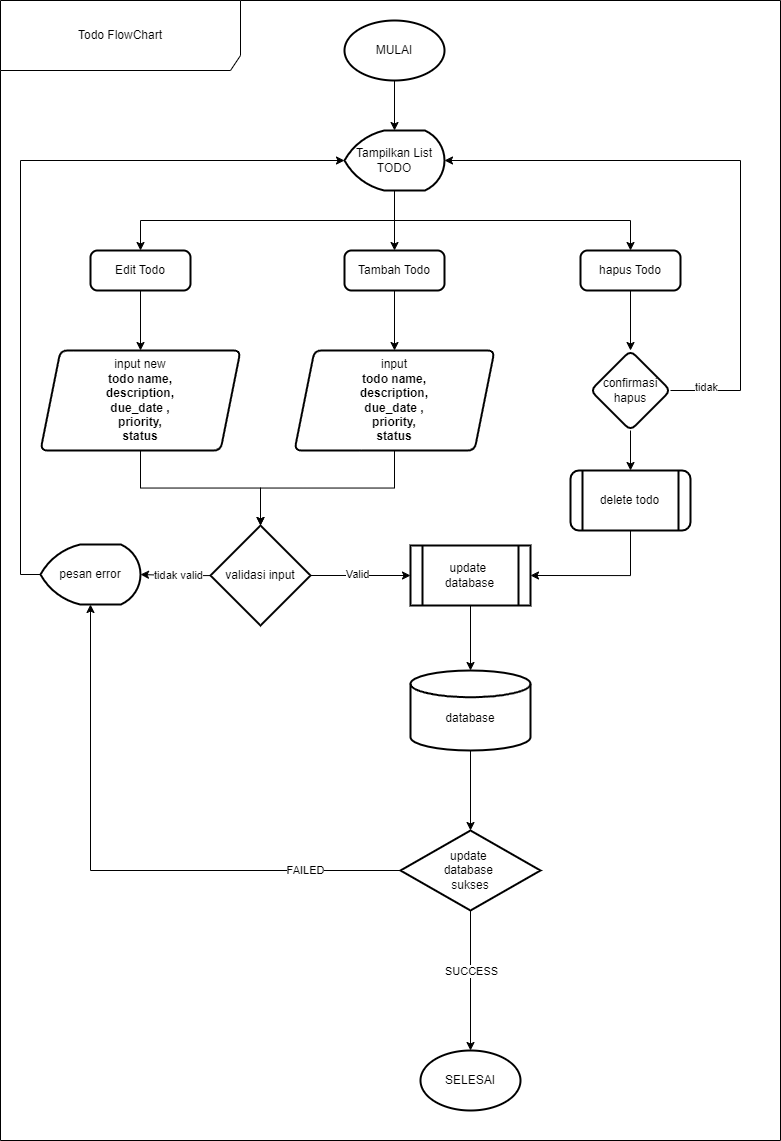 Todo FlowChart
MULAI
Tampilkan List
TODO
Edit Todo
Tambah Todo
hapus Todo
input new
todo name,
description,
due_date ,
priority,
status
input
todo name,
description,
due_date ,
priority,
status
confirmasi
hapus
tidak
delete todo
pesan error
tidak valid
validasi input
Valid
update
database
database
update
database
sukses
FAILED
SUCCESS
SELESAI